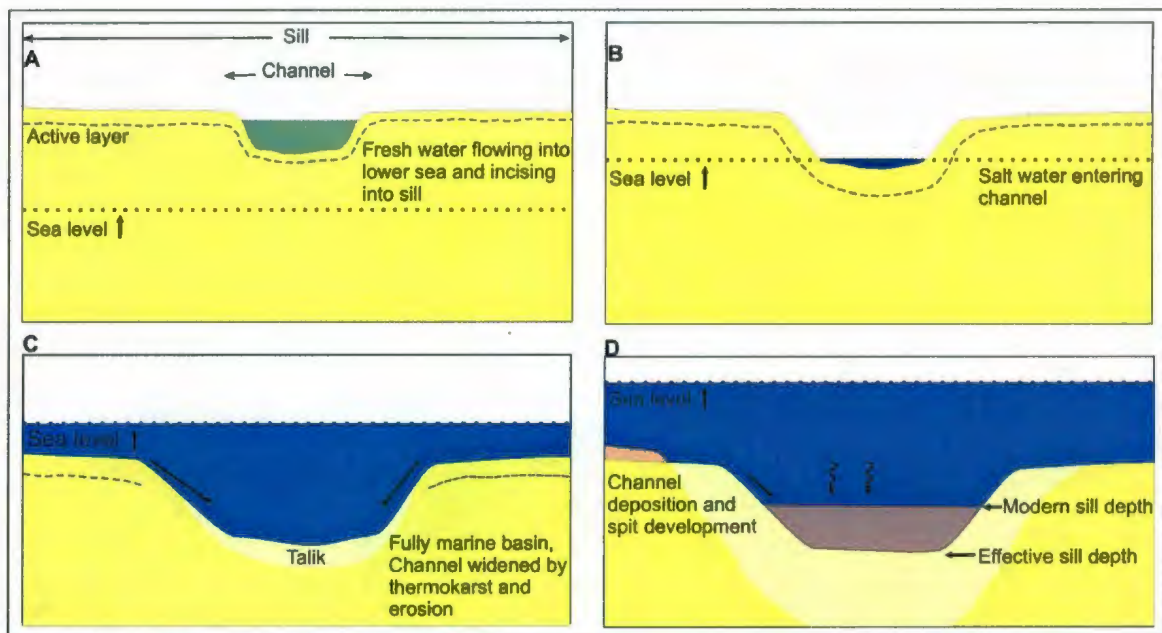 Sill
A
Channel
Active layer
Fresh water flowing into
lower sea and incising
into sill
Sea level
B
Sea level
Salt water entering
channel
C
Sea level
Talik
Fully marine basin,
Channel widened by
thermokarst and
erosion
D
Sea level
Channel
deposition and
spit development
Modern sill depth
Effective sill depth